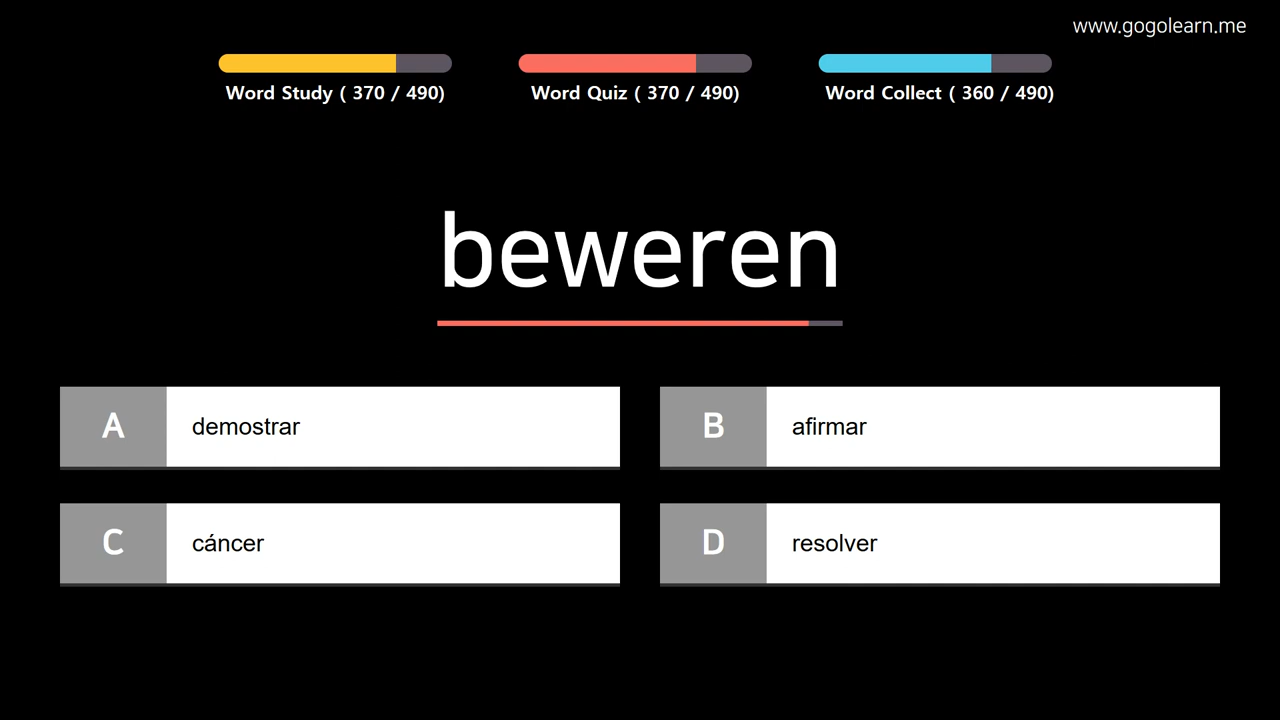 www.gogolearn.me
Word Study ( 370 / 490)
Word Quiz ( 370 / 490)
Word Collect ( 360 / 490)
beweren
A demostrar
B afirmar
C cáncer
D resolver